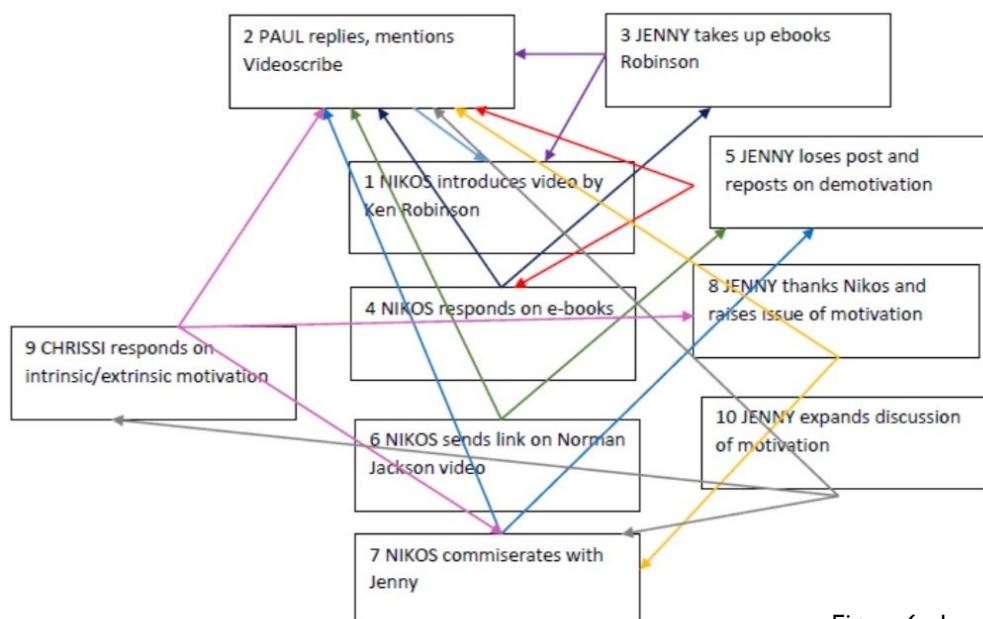 2 PAUL replies, mentions
Videoscribe
3 JENNY takes up ebooks
Robinson
1 NIKOS introduces video by
Ken Robinson
5 JENNY loses post and
reposts on demotivation
4 NIKOS responds on e-books
8 JENNY thanks Nikos and
raises issue of motivation
9 CHRISSI responds on
intrinsic/extrinsic motivation
10 JENNY expands discussion
of motivation
6 NIKOS sends link on Norman
Jackson video
7 NIKOS commiserates with
Jenny